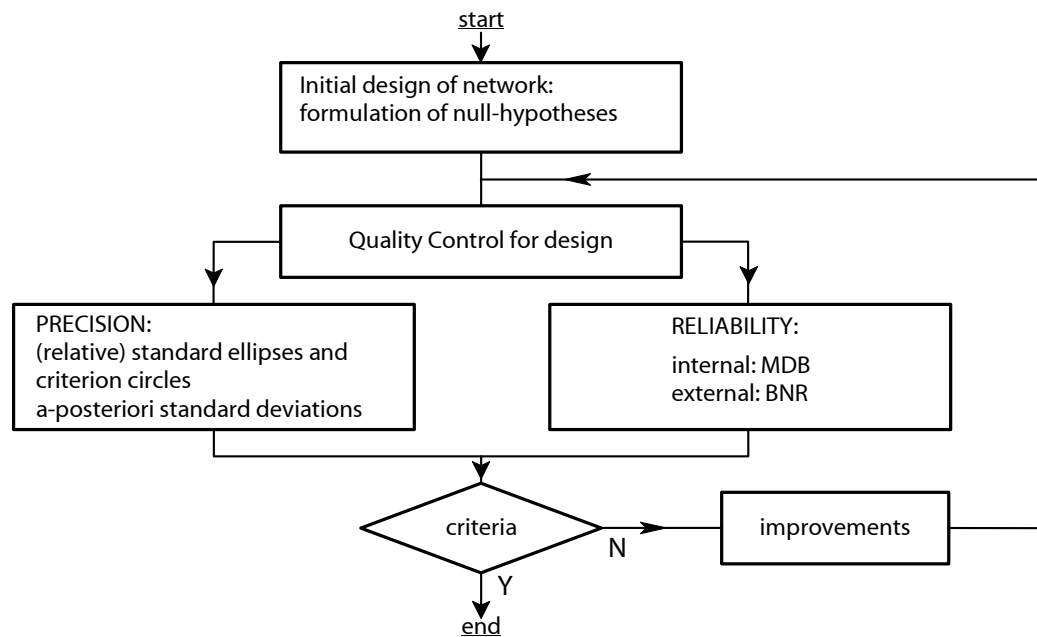 start
Initial design of network:
formulation of null-hypotheses
Quality Control for design
PRECISION:
(relative) standard ellipses and
criterion circles
a-posteriori standard deviations
RELIABILITY:
internal: MDB
external: BNR
criteria
N
improvements
Y
end